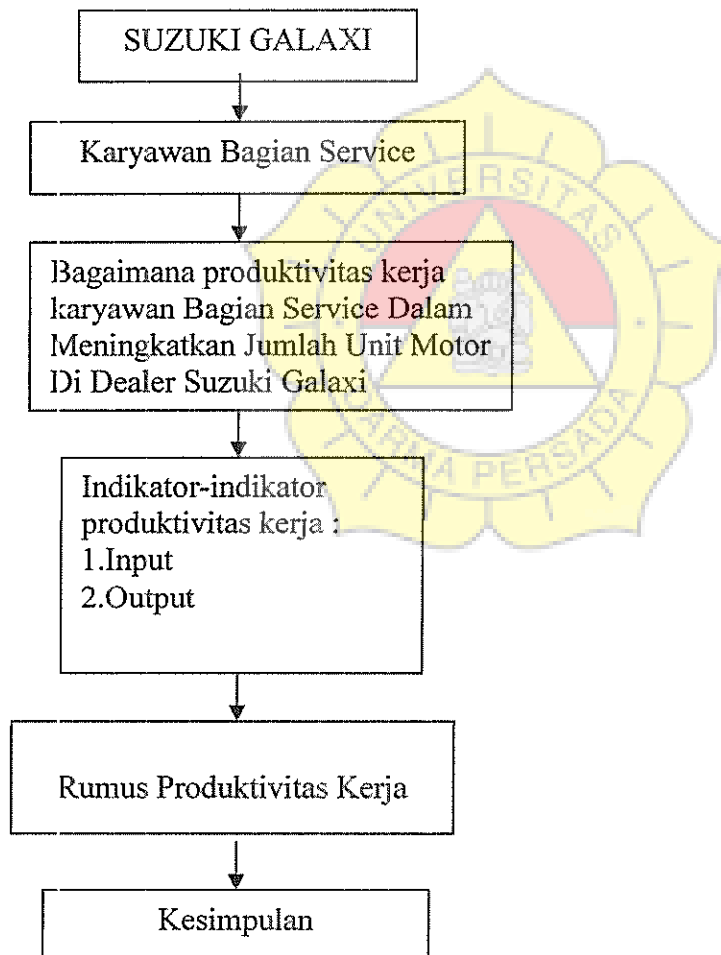 SUZUKI GALAXI
Karyawan Bagian Service
Bagaimana produktivitas kerja
karyawan Bagian Service Dalam
Meningkatkan Jumlah Unit Motor
Di Dealer Suzuki Galaxi
Indikator-indikator
produktivitas kerja :
1.Input
2.Output
Rumus Produktivitas Kerja
Kesimpulan
UNIVERSITAS
DARMA PERSADA